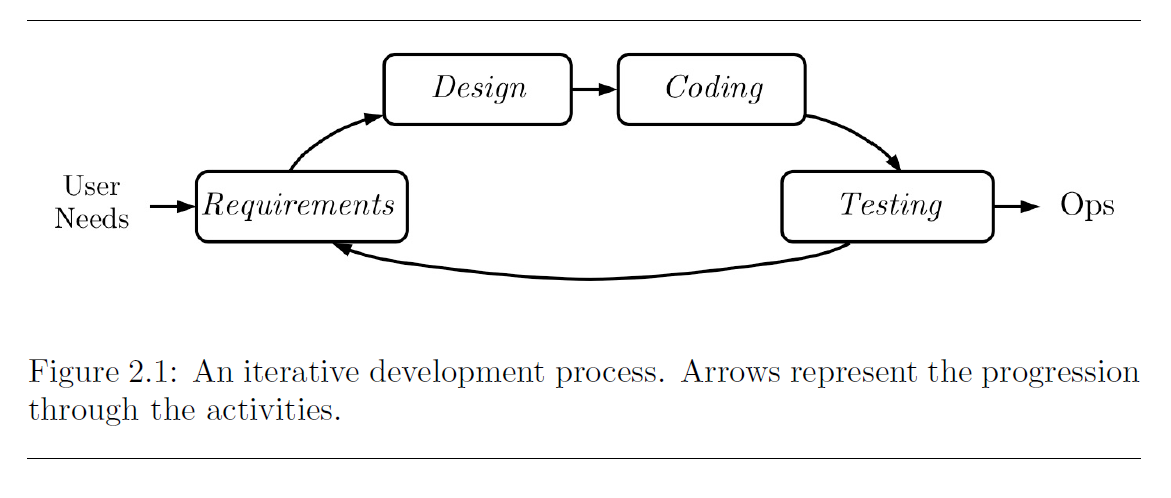 Design
Coding
User
Needs
Requirements
Testing
Ops
Figure 2.1: An iterative development process. Arrows represent the progression
through the activities.